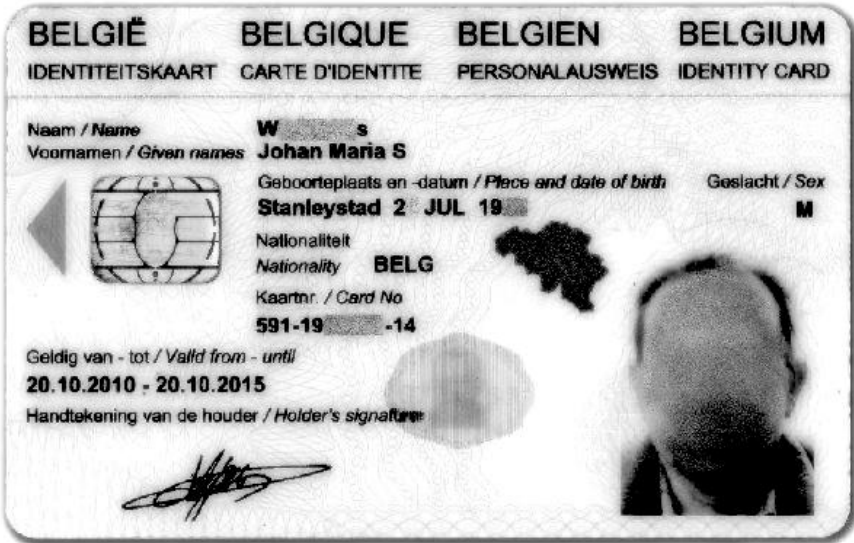 BELGIË BELGIQUE BELGIEN BELGIUM
IDENTITEITSKAART CARTE D'IDENTITE PERSONALAUSWEIS IDENTITY CARD
Naam / Name W s
Voornamen / Given names Johan Maria S
Geboorteplaats en -datum / Place and date of birth Geslacht / Sex
Stanleystad 2 JUL 19 M
Nationaliteit
Nationality BELG
Kaartnr. / Card No
591-19 -14
Geldig van - tot / Valid from - until
20.10.2010 - 20.10.2015
Handtekening van de houder / Holder's signature